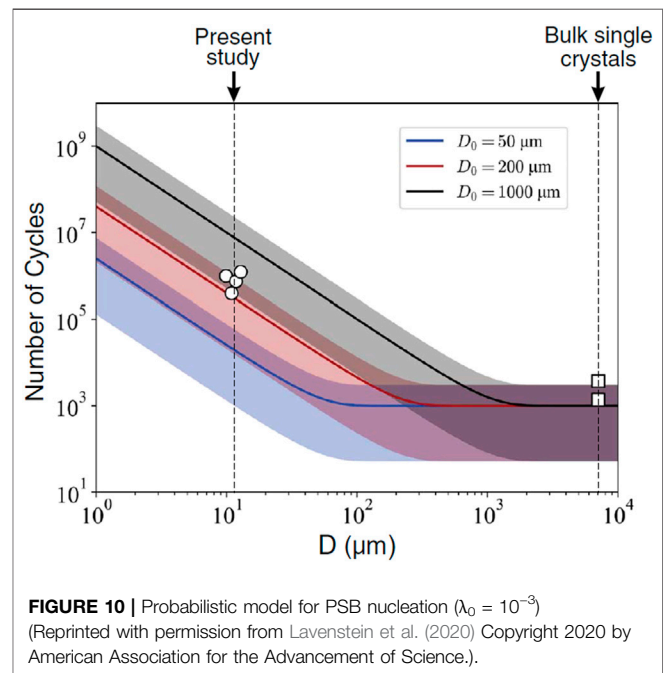 Present
study
Bulk single
crystals
D₀ = 50 μm
D₀ = 200 μm
D₀ = 1000 μm
Number of Cycles
10⁹
10⁷
10⁵
10³
10¹
10⁰
10¹
10²
10³
10⁴
D (μm)
FIGURE 10 | Probabilistic model for PSB nucleation (λ₀ = 10⁻³)
(Reprinted with permission from Lavenstein et al. (2020) Copyright 2020 by
American Association for the Advancement of Science.).